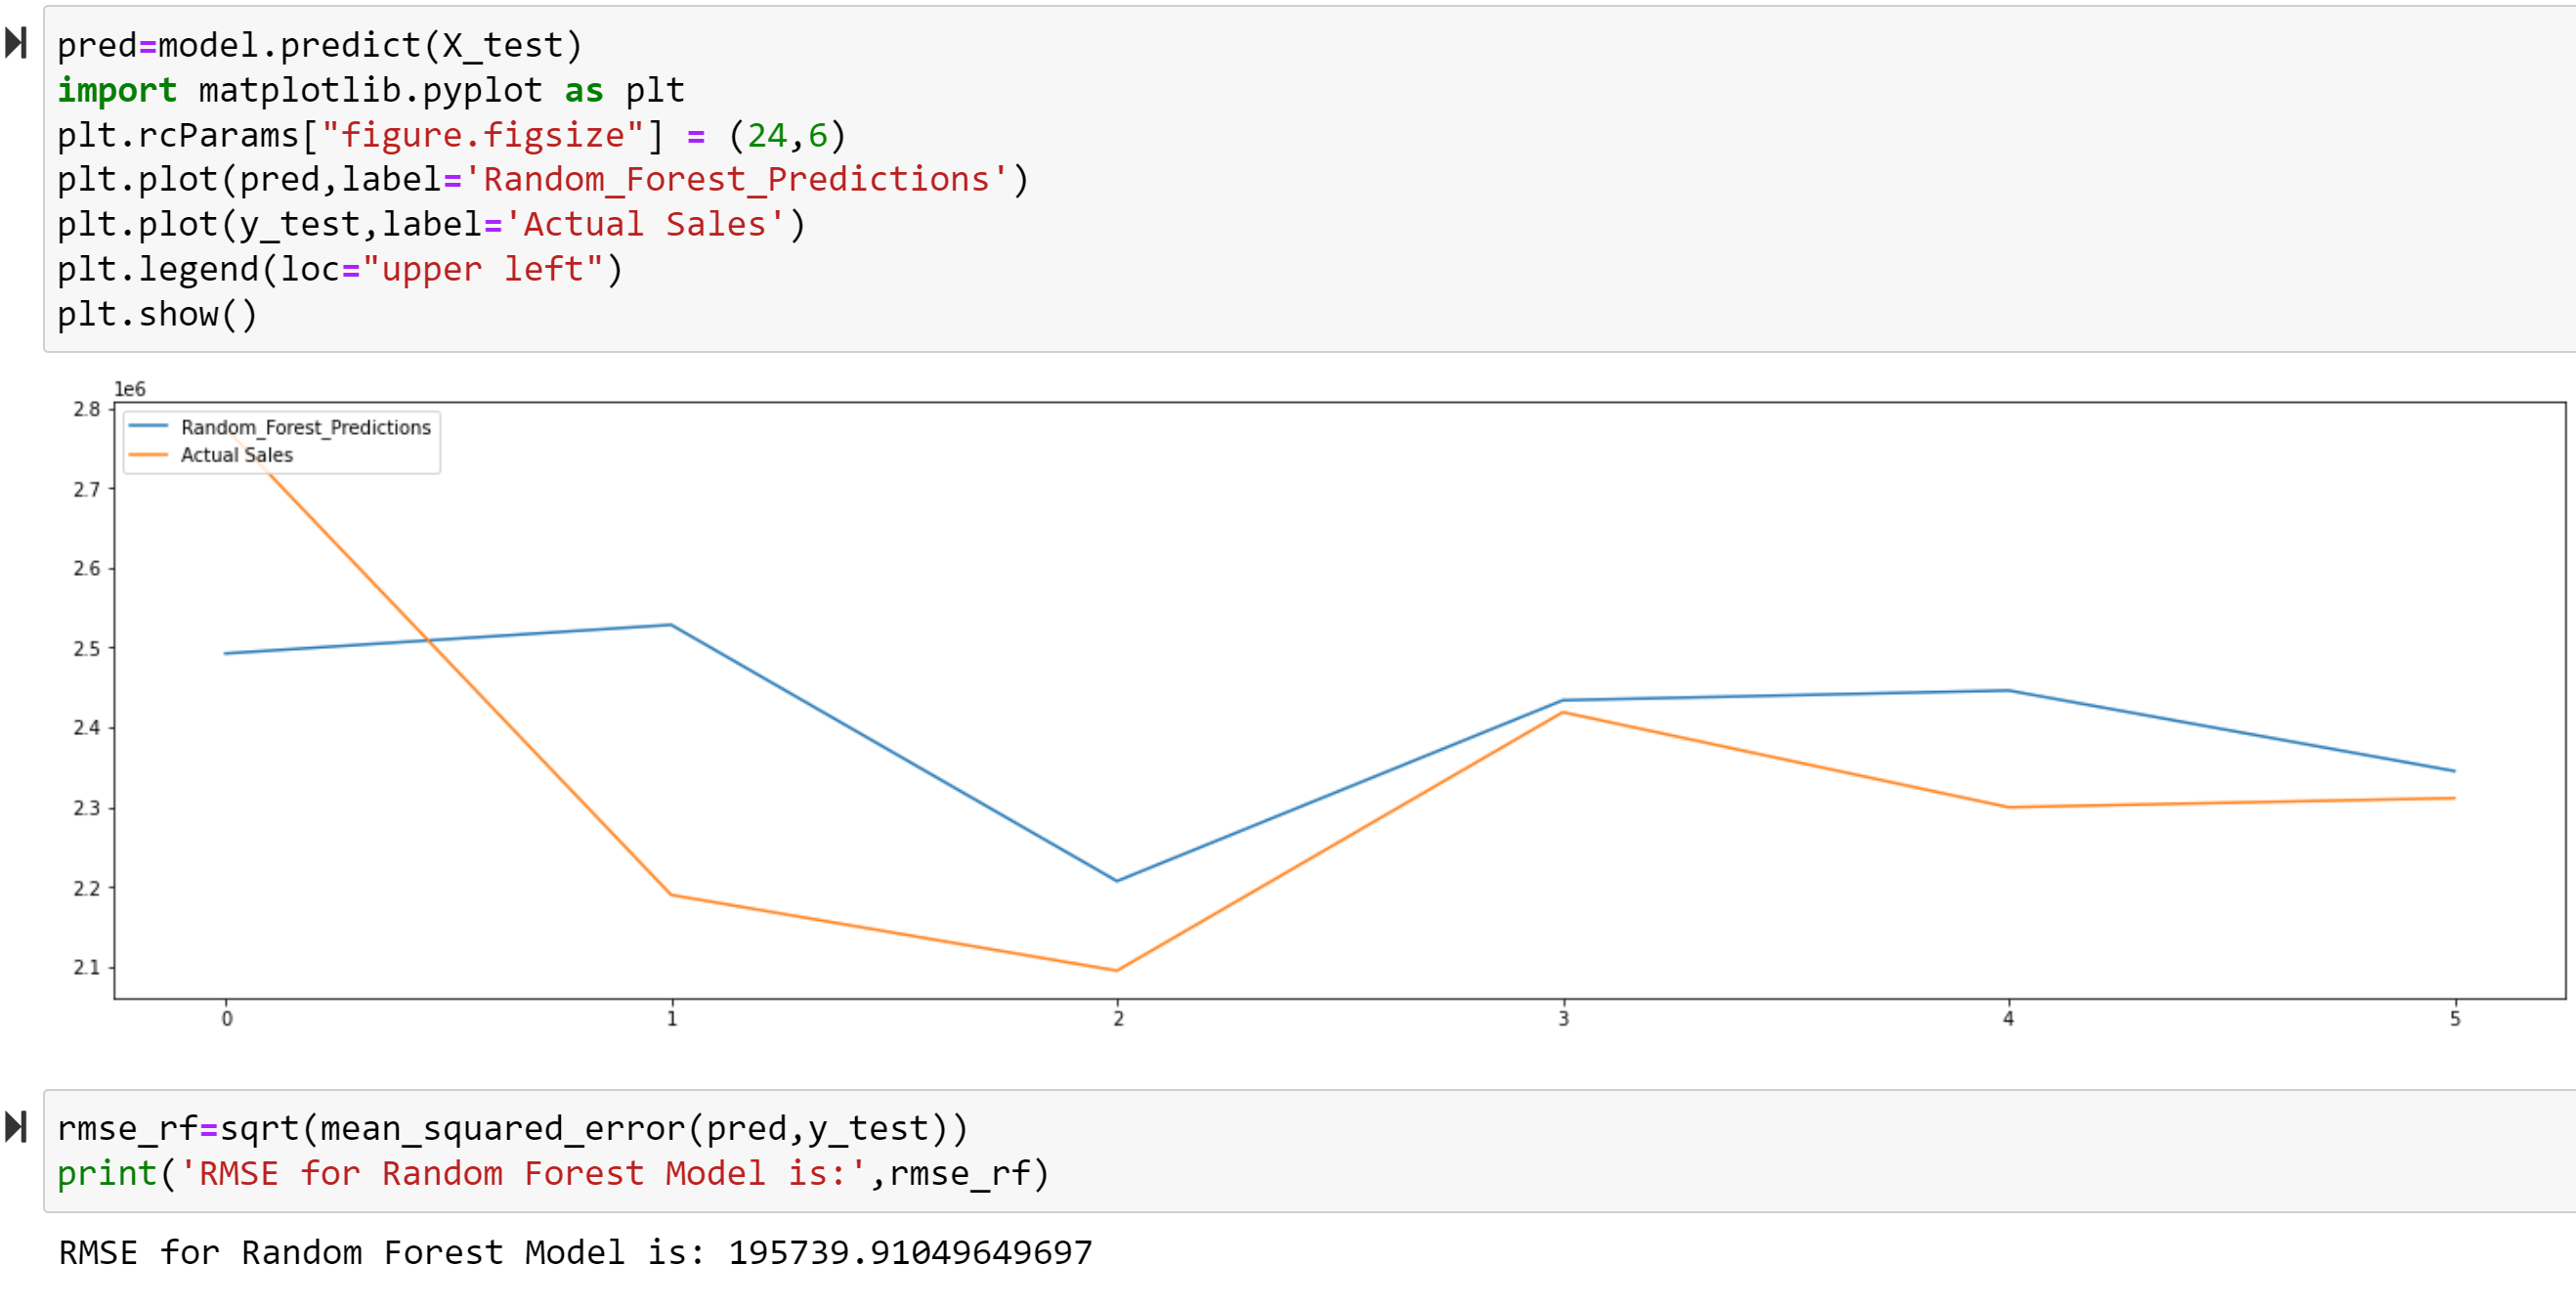 pred=model.predict(X_test)
import matplotlib.pyplot as plt
plt.rcParams["figure.figsize"] = (24,6)
plt.plot(pred,label='Random_Forest_Predictions')
plt.plot(y_test,label='Actual Sales')
plt.legend(loc="upper left")
plt.show()
1e6
2.8
Random_Forest_Predictions
Actual Sales
2.7
2.6
2.5
2.4
2.3
2.2
2.1
0 1 2 3 4 5
rmse_rf=sqrt(mean_squared_error(pred,y_test))
print('RMSE for Random Forest Model is:',rmse_rf)
RMSE for Random Forest Model is: 195739.91049649697